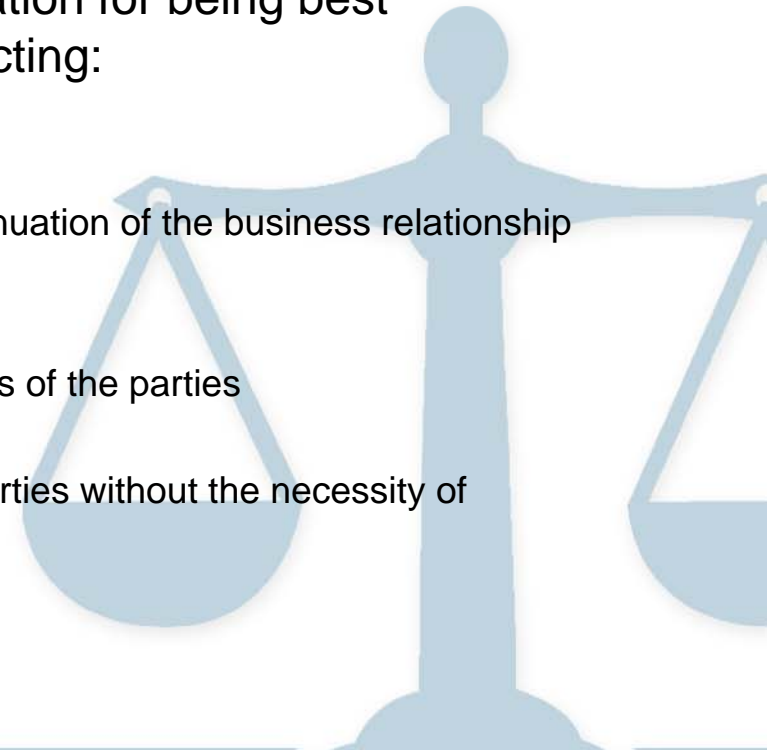 ation for being best
cting:
nuation of the business relationship
s of the parties
rties without the necessity of